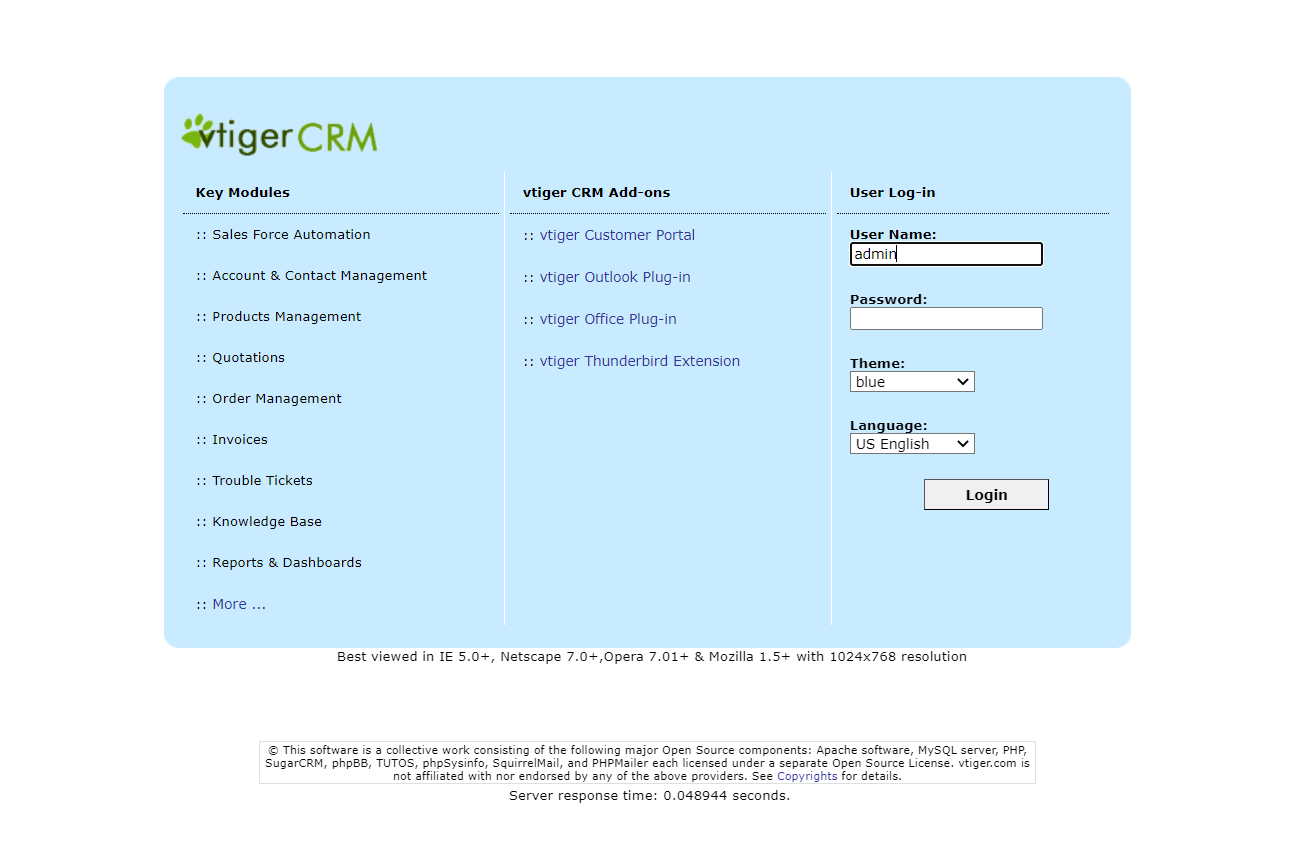 vtiger CRM
Key Modules
:: Sales Force Automation
:: Account & Contact Management
:: Products Management
:: Quotations
:: Order Management
:: Invoices
:: Trouble Tickets
:: Knowledge Base
:: Reports & Dashboards
:: More ...
vtiger CRM Add-ons
:: vtiger Customer Portal
:: vtiger Outlook Plug-in
:: vtiger Office Plug-in
:: vtiger Thunderbird Extension
User Log-in
User Name:
admin
Password:
Theme:
blue
Language:
US English
Login
Best viewed in IE 5.0+, Netscape 7.0+,Opera 7.01+ & Mozilla 1.5+ with 1024x768 resolution
© This software is a collective work consisting of the following major Open Source components: Apache software, MySQL server, PHP,
SugarCRM, phpBB, TUTOS, phpSysinfo, SquirrelMail, and PHPMailer each licensed under a separate Open Source License. vtiger.com is
not affiliated with nor endorsed by any of the above providers. See Copyrights for details.
Server response time: 0.048944 seconds.